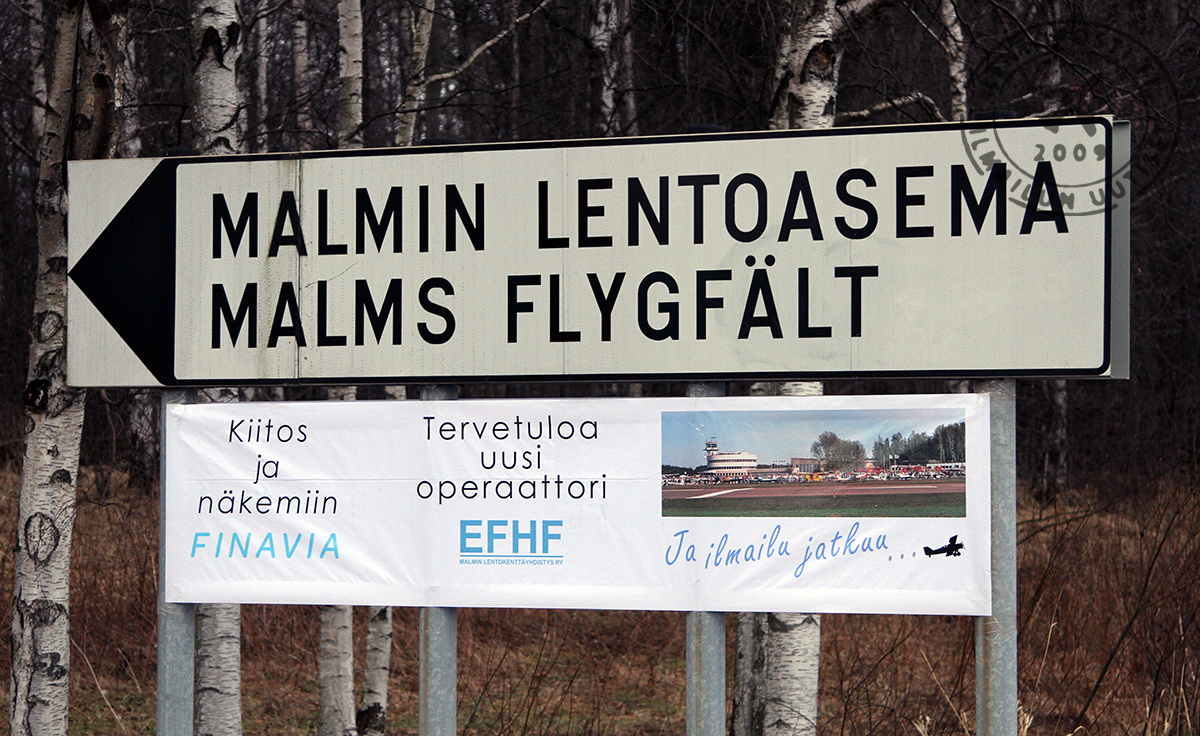 MALMIN LENTOASEMA
MALMS FLYGFÄLT
Kiitos
ja
näkemiin
FINAVIA
Tervetuloa
uusi
operaattori
EFHF
MALMIN LENTOKENTTÄYHDISTYS RY
Ja ilmailu jatkuu...
2009
ILMAILUN